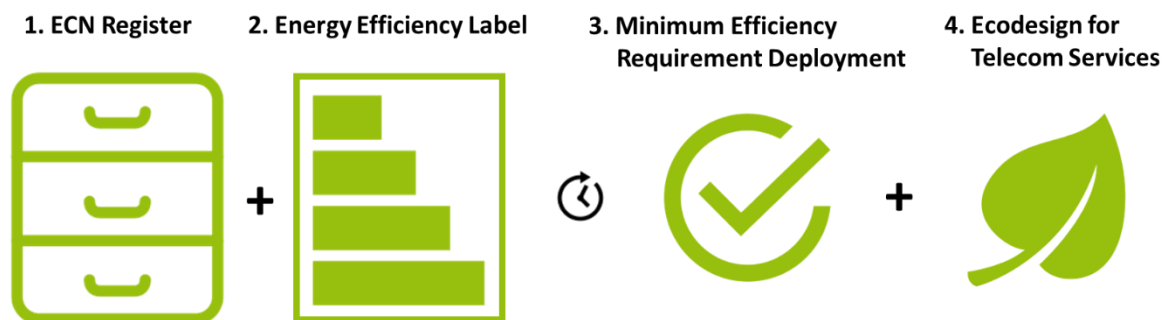 1. ECN Register
2. Energy Efficiency Label
3. Minimum Efficiency
Requirement Deployment
4. Ecodesign for
Telecom Services
+
+